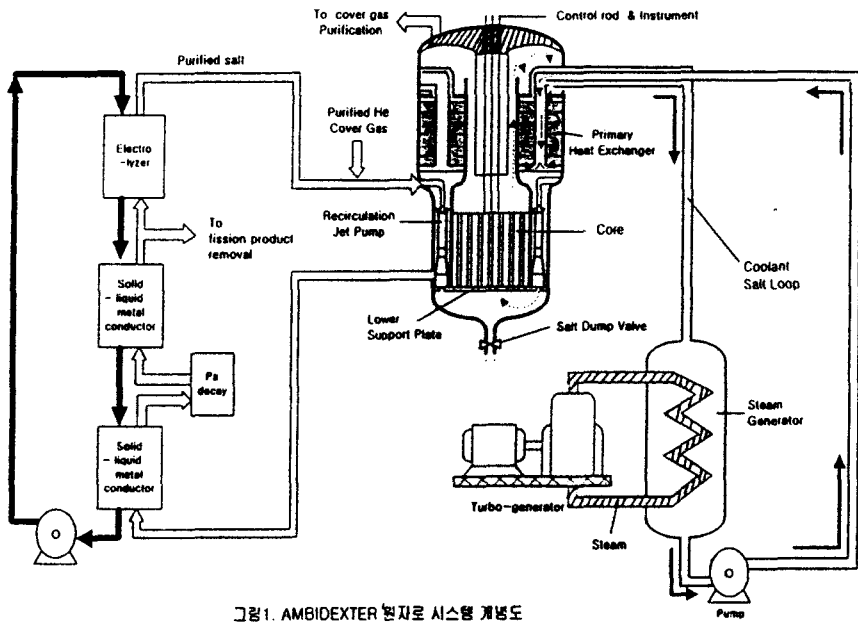 To cover gas
Purification
Control rod & Instrument
Purified salt
Purified He
Cover Gas
Primary
Heat Exchanger
Electro
-lyzer
Recirculation
Jet Pump
Core
To
fission product
removal
Coolant
Salt Loop
Solid
- liquid
metal
conductor
Lower
Support Plate
Salt Dump Valve
Pa
decay
Steam
Generator
Solid
- liquid
metal
conductor
Turbo-generator
Steam
Pump
그림1. AMBIDEXTER 원자로 시스템 개념도